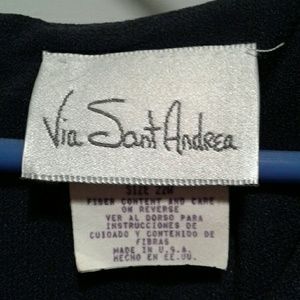 Via Sant Andrea
SIZE 22W
FIBER CONTENT AND CARE
ON REVERSE
VER AL DORSO PARA
INSTRUCCIONES DE
CUIDADO Y CONTENIDO DE
FIBRAS
MADE IN U.S.A.
HECHO EN EE.UU.